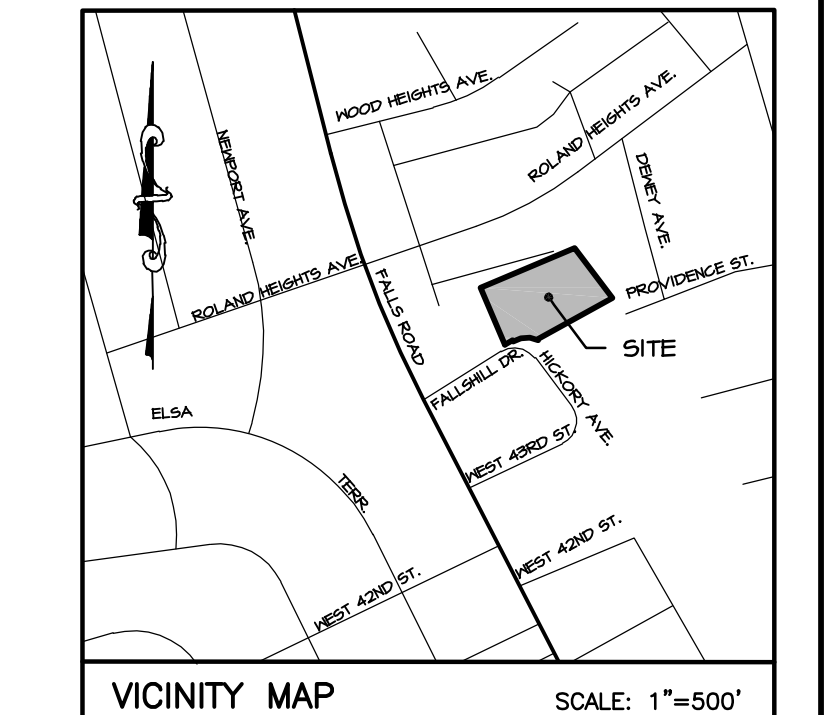 WOOD HEIGHTS AVE.
NEWPORT AVE.
ROLAND HEIGHTS AVE.
DEWEY AVE.
ROLAND HEIGHTS AVE.
FALLS ROAD
PROVIDENCE ST.
SITE
FALLSHILL DR.
HICKORY AVE.
ELSA
TERR.
WEST 43RD ST.
WEST 42ND ST.
WEST 42ND ST.
VICINITY MAP
SCALE: 1"=500'